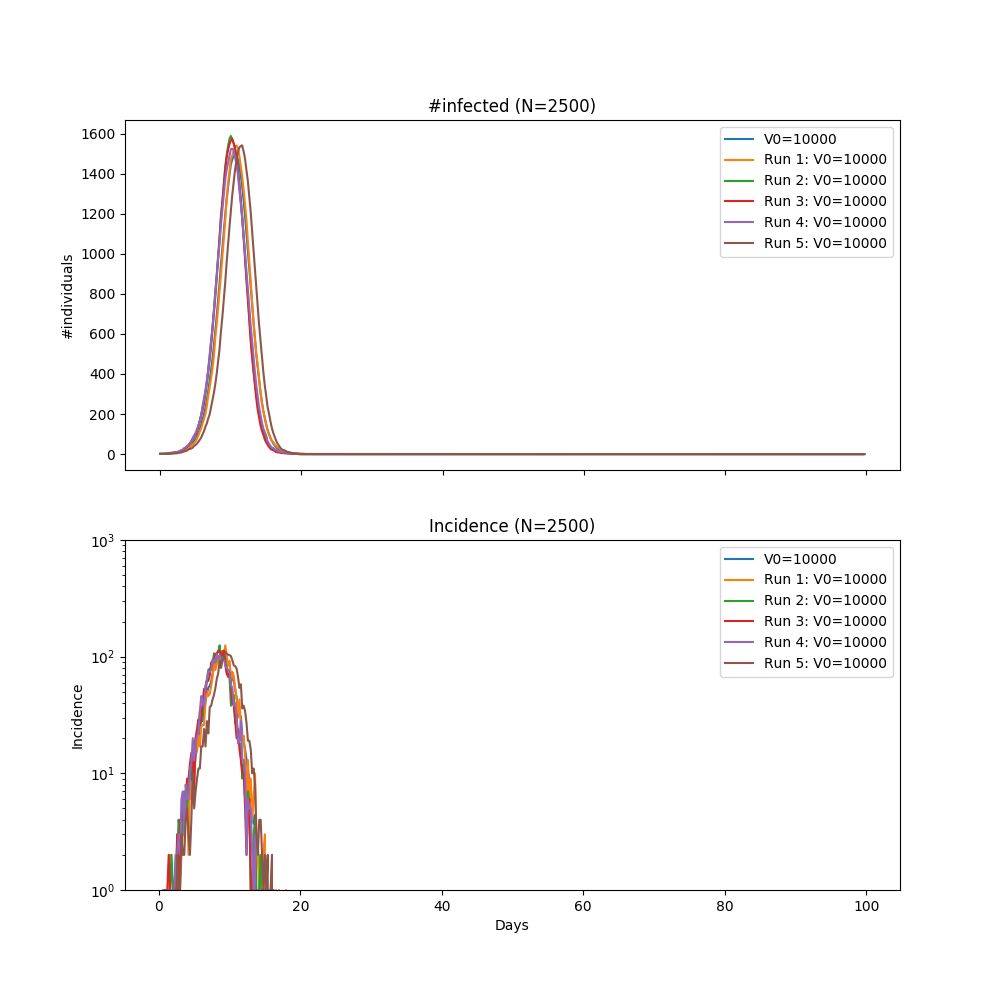 #infected (N=2500)
1600
1400
1200
1000
800
600
400
200
0
#individuals
V0=10000
Run 1: V0=10000
Run 2: V0=10000
Run 3: V0=10000
Run 4: V0=10000
Run 5: V0=10000
Incidence (N=2500)
10³
10²
10¹
10⁰
Incidence
V0=10000
Run 1: V0=10000
Run 2: V0=10000
Run 3: V0=10000
Run 4: V0=10000
Run 5: V0=10000
0 20 40 60 80 100
Days